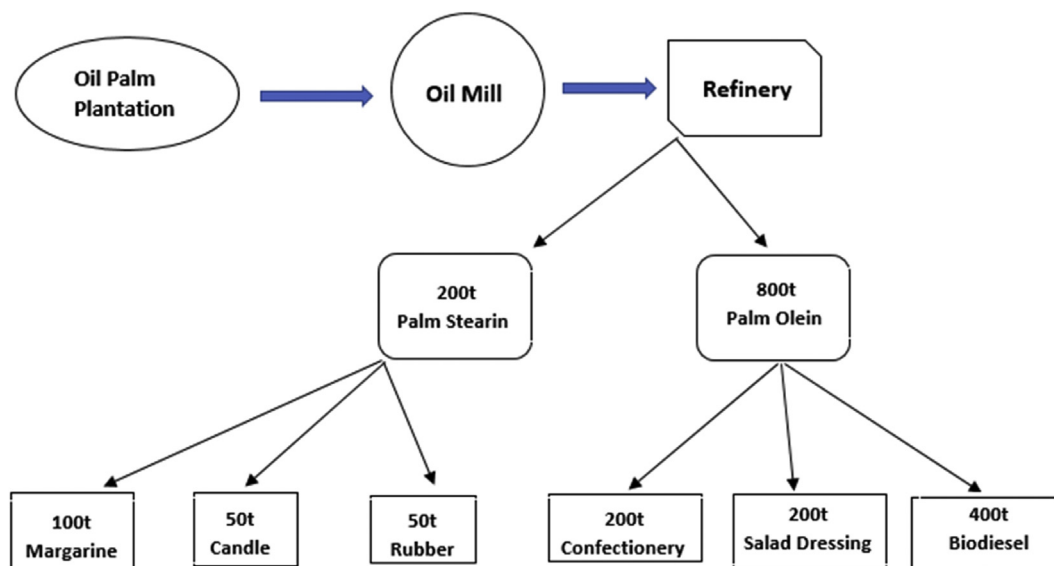 Oil Palm
Plantation
Oil Mill
Refinery
200t
Palm Stearin
800t
Palm Olein
100t
Margarine
50t
Candle
50t
Rubber
200t
Confectionery
200t
Salad Dressing
400t
Biodiesel